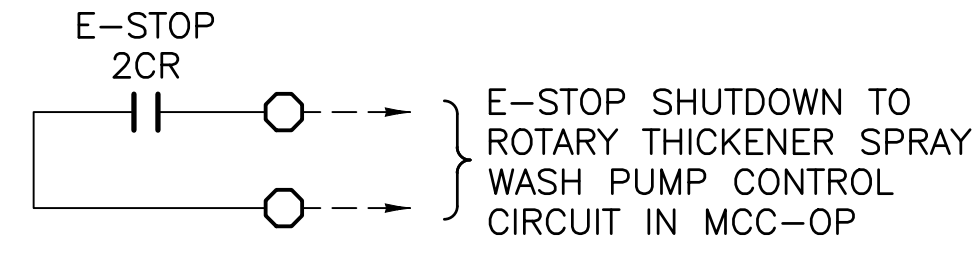 E-STOP
2CR
E-STOP SHUTDOWN TO
ROTARY THICKENER SPRAY
WASH PUMP CONTROL
CIRCUIT IN MCC-OP